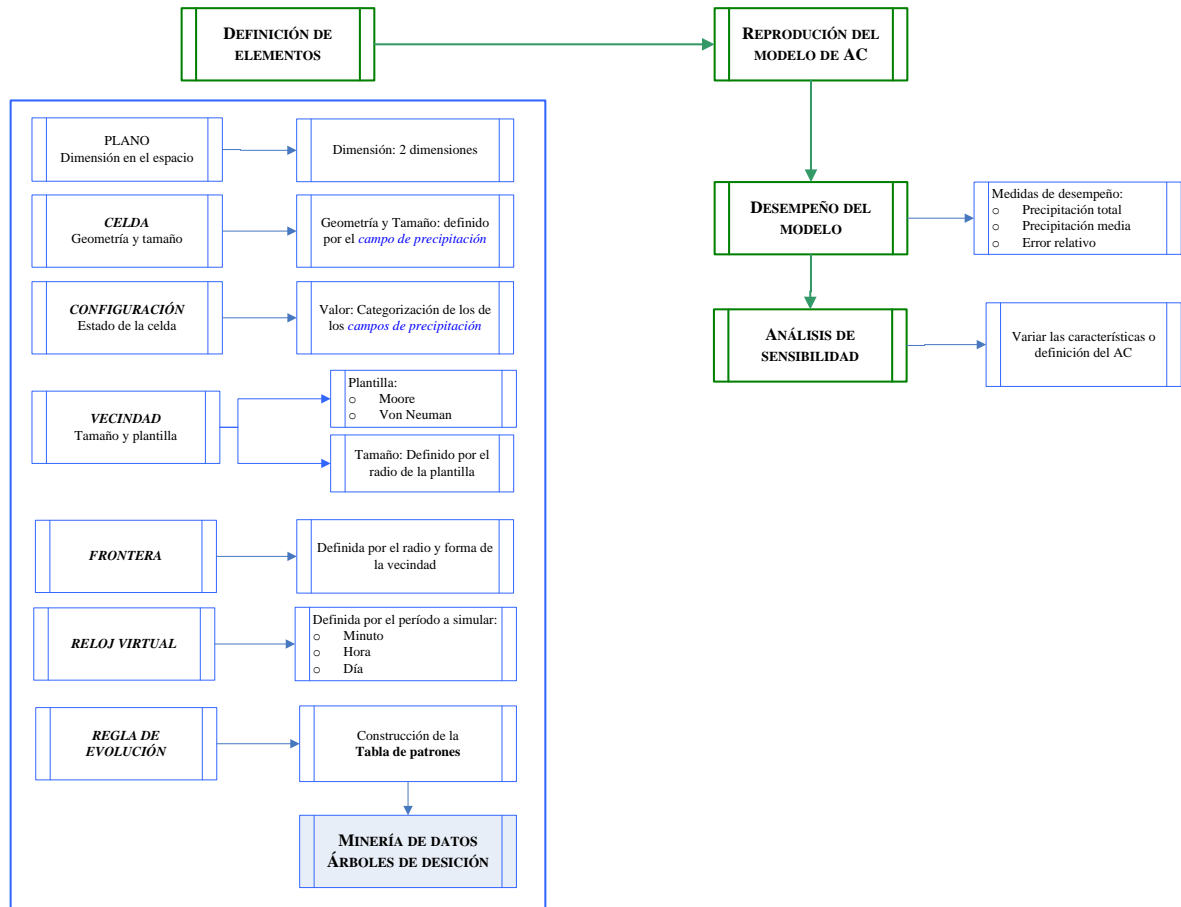 DEFINICIÓN DE
ELEMENTOS
REPRODUCIÓN DEL
MODELO DE AC
PLANO
Dimensión en el espacio
Dimensión: 2 dimensiones
CELDA
Geometría y tamaño
Geometría y Tamaño: definido
por el campo de precipitación
CONFIGURACIÓN
Estado de la celda
Valor: Categorización de los de
los campos de precipitación
VECINDAD
Tamaño y plantilla
Plantilla:
o Moore
o Von Neuman
Tamaño: Definido por el
radio de la plantilla
FRONTERA
Definida por el radio y forma de
la vecindad
RELOJ VIRTUAL
Definida por el período a simular:
o Minuto
o Hora
o Día
REGLA DE
EVOLUCIÓN
Construcción de la
Tabla de patrones
MINERÍA DE DATOS
ÁRBOLES DE DESICIÓN
DESEMPEÑO DEL
MODELO
Medidas de desempeño:
o Precipitación total
o Precipitación media
o Error relativo
ANÁLISIS DE
SENSIBILIDAD
Variar las características o
definición del AC